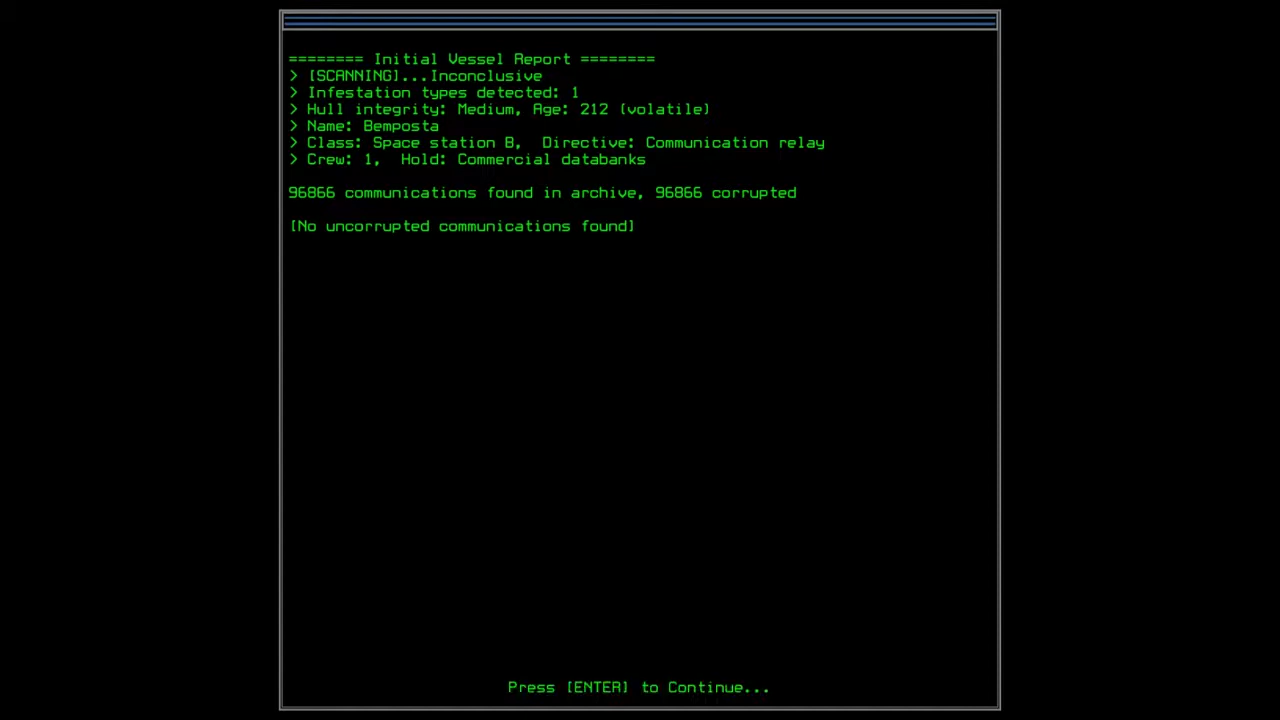 ======== Initial Vessel Report ========
> [SCANNING]...Inconclusive
> Infestation types detected: 1
> Hull integrity: Medium, Age: 212 (volatile)
> Name: Bemposta
> Class: Space station B,  Directive: Communication relay
> Crew: 1,  Hold: Commercial databanks
96866 communications found in archive, 96866 corrupted
[No uncorrupted communications found]
Press [ENTER] to Continue...